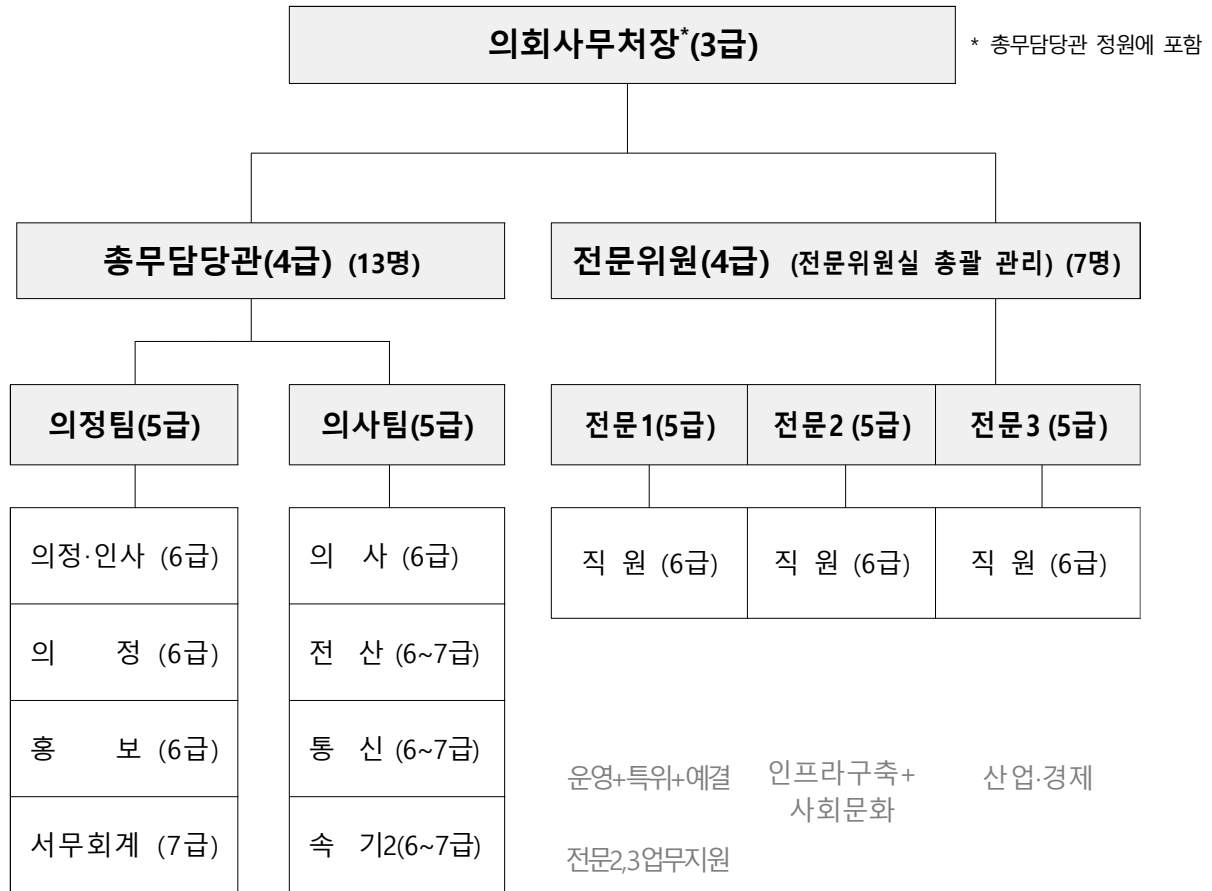 의회사무처장*(3급)
* 총무담당관 정원에 포함
총무담당관(4급) (13명)
전문위원(4급) (전문위원실 총괄 관리) (7명)
의정팀(5급)
의사팀(5급)
전문1(5급)
전문2 (5급)
전문3 (5급)
의정·인사 (6급)
의 정 (6급)
홍 보 (6급)
서무회계 (7급)
의 사 (6급)
전 산 (6~7급)
통 신 (6~7급)
속 기2(6~7급)
직 원 (6급)
직 원 (6급)
직 원 (6급)
운영+특위+예결
전문2,3업무지원
인프라구축+
사회문화
산업·경제